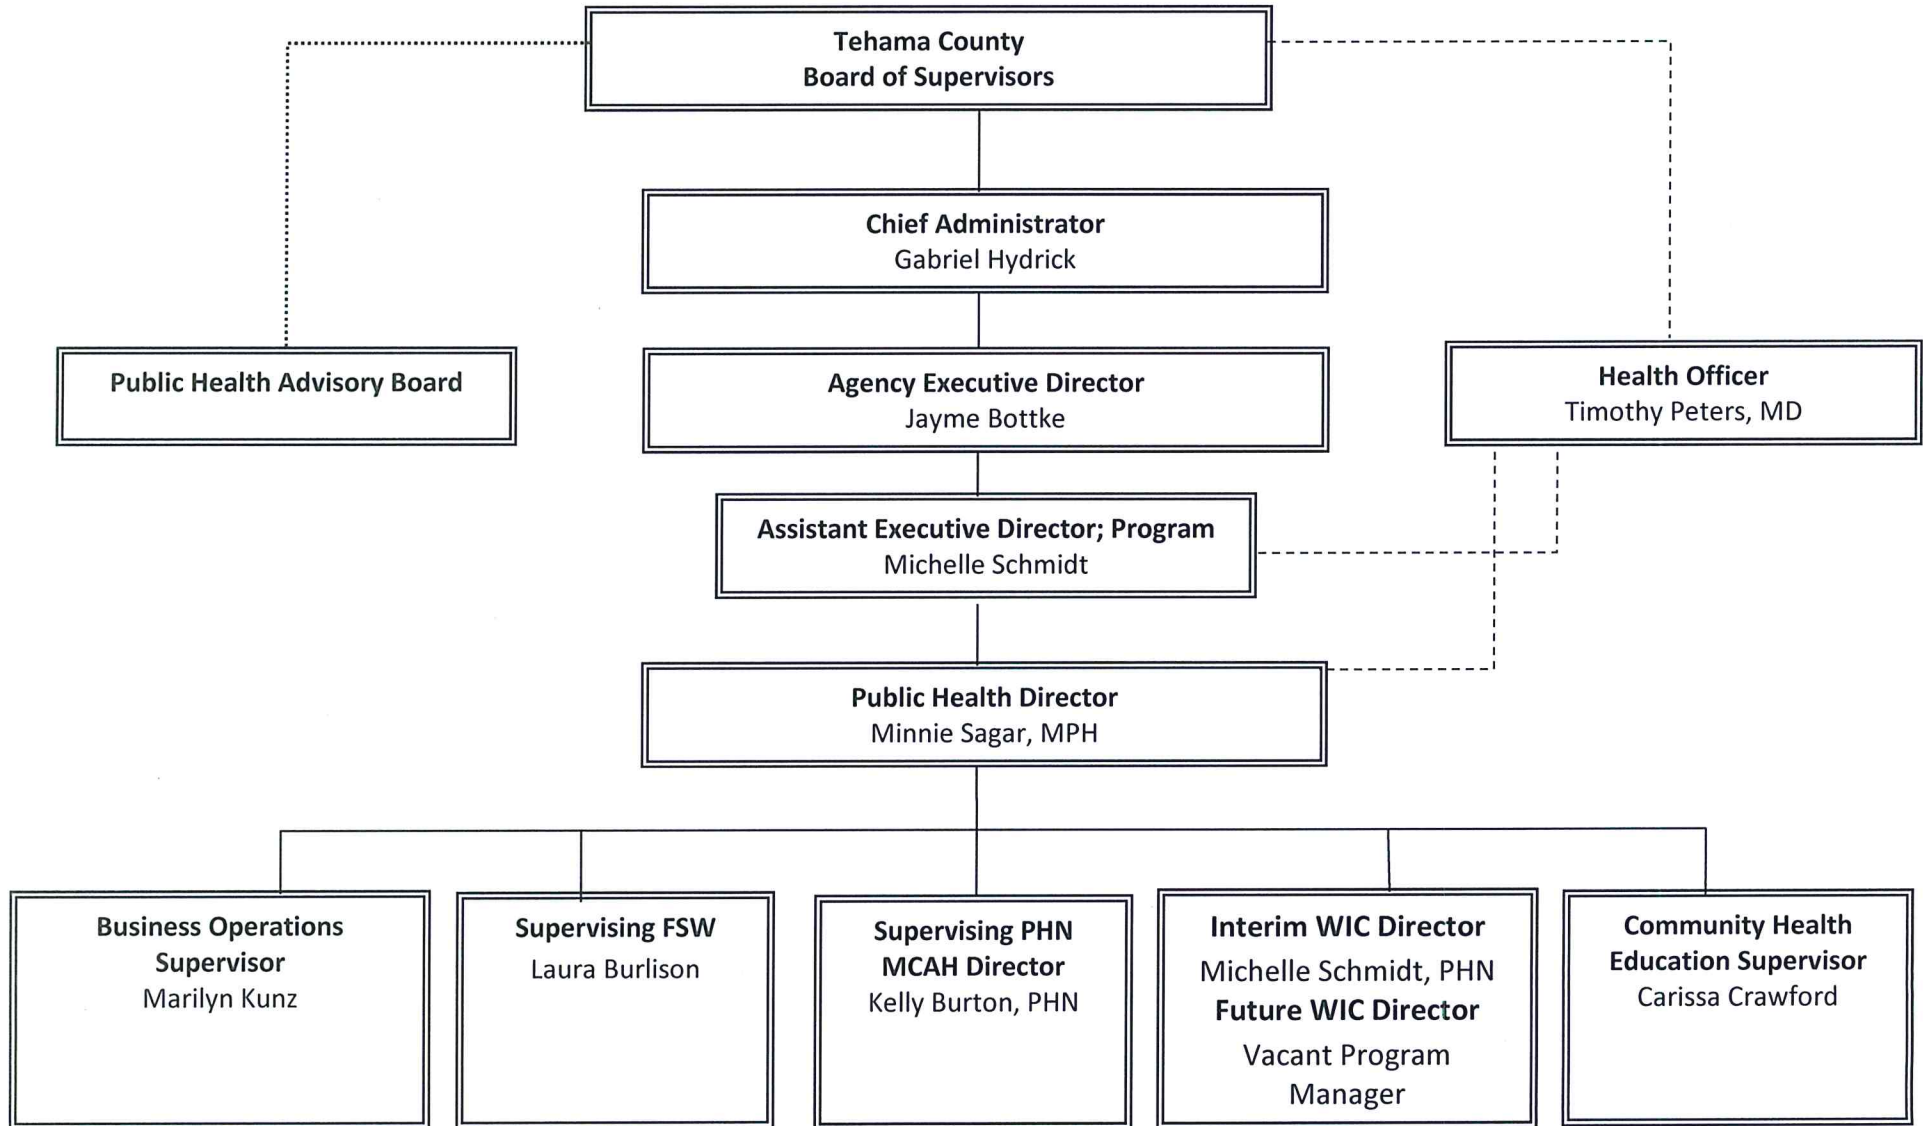 Tehama County
Board of Supervisors
Chief Administrator
Gabriel Hydrick
Public Health Advisory Board
Agency Executive Director
Jayme Bottke
Health Officer
Timothy Peters, MD
Assistant Executive Director; Program
Michelle Schmidt
Public Health Director
Minnie Sagar, MPH
Business Operations
Supervisor
Marilyn Kunz
Supervising FSW
Laura Burlison
Supervising PHN
MCAH Director
Kelly Burton, PHN
Interim WIC Director
Michelle Schmidt, PHN
Future WIC Director
Vacant Program
Manager
Community Health
Education Supervisor
Carissa Crawford